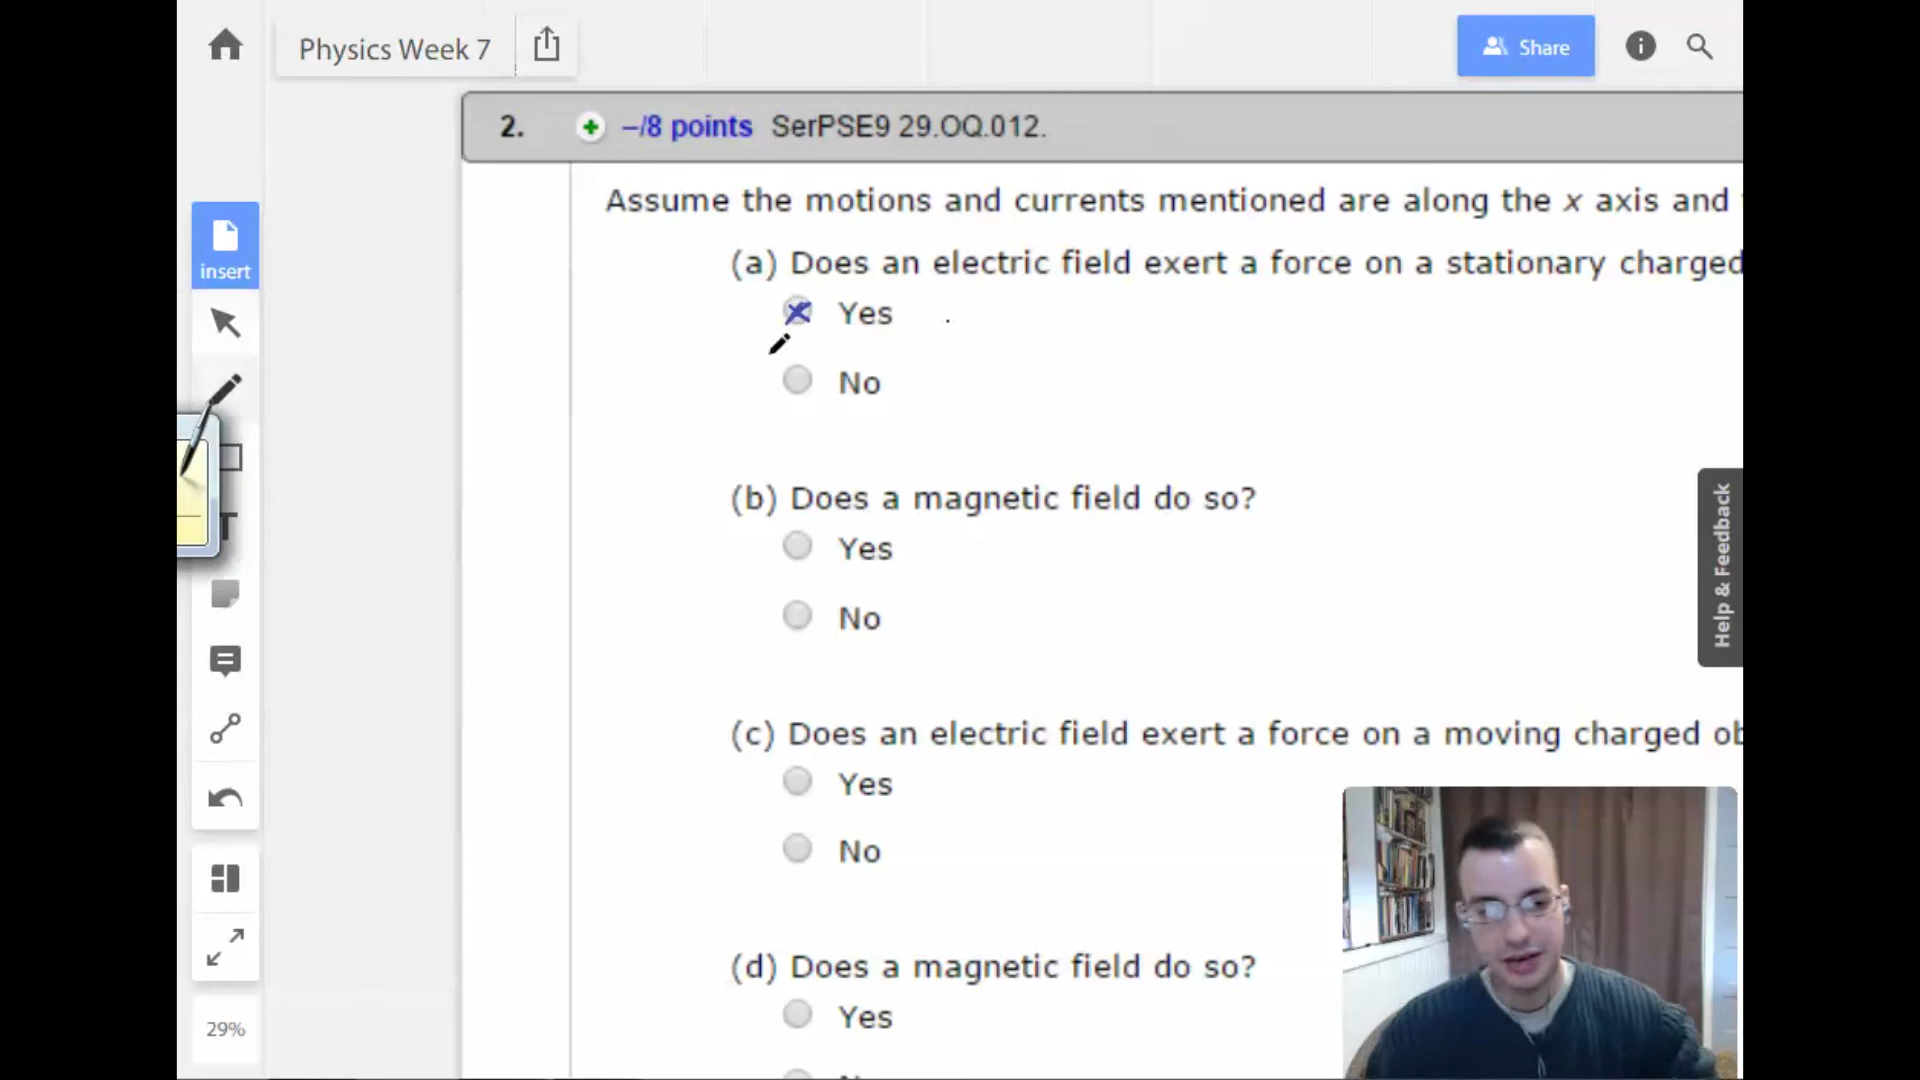 Physics Week 7
Share
2. –/8 points SerPSE9 29.OQ.012.
insert
Assume the motions and currents mentioned are along the x axis and
(a) Does an electric field exert a force on a stationary charged
Yes
No
(b) Does a magnetic field do so?
Yes
No
Help & Feedback
(c) Does an electric field exert a force on a moving charged ob
Yes
No
(d) Does a magnetic field do so?
Yes
29%